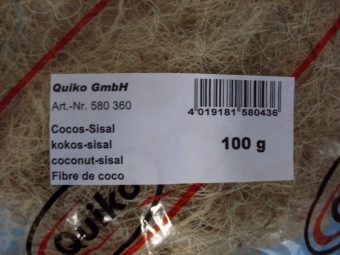 Quiko GmbH
Art.-Nr. 580 360
4 019181 580436
Cocos-Sisal
kokos-sisal
coconut-sisal
Fibre de coco
100 g
Quiko
Qui